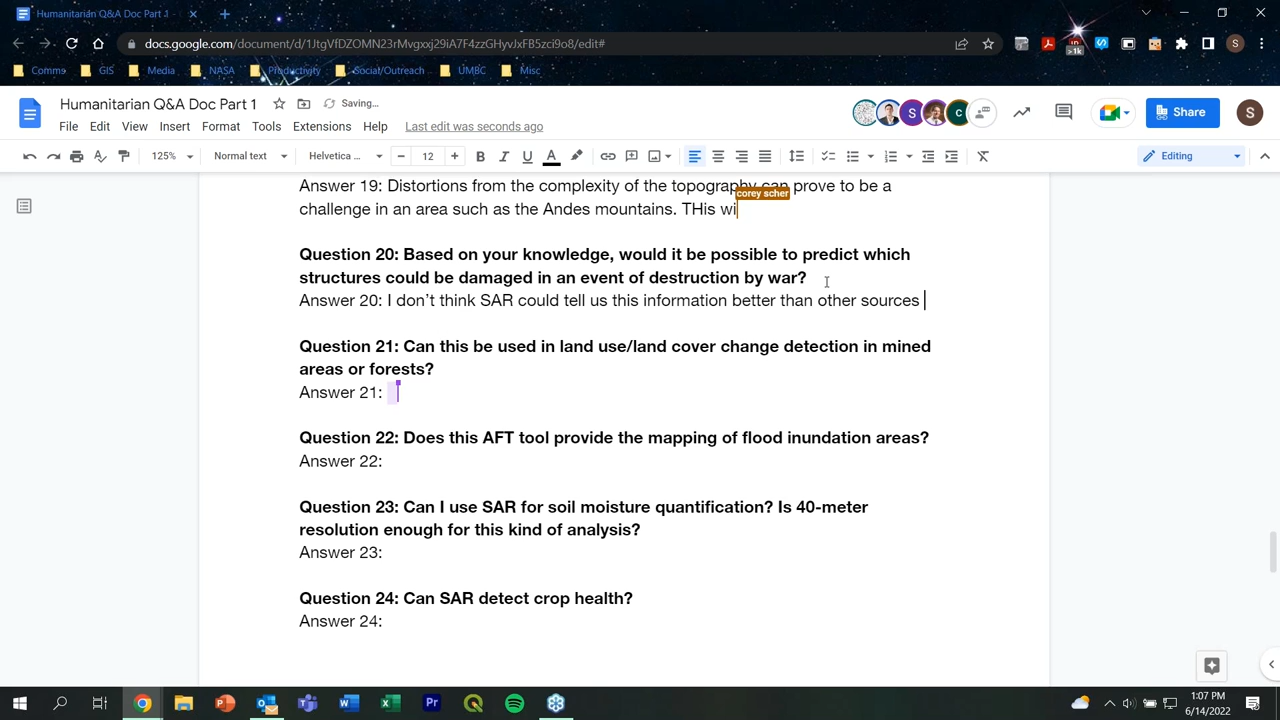 Humanitarian Q&A Doc Part 1
docs.google.com/document/d/1JtgVfDZOMN23rMvgxxj29iA7F4zzGHyvJxFB5zci9o8/edit#
>1k
S
Comms GIS Media NASA Productivity Social/Outreach UMBC Misc
Humanitarian Q&A Doc Part 1 Saving…
S C Share S
File Edit View Insert Format Tools Extensions Help Last edit was seconds ago
125% Normal text Helvetica ... 12 Editing
Answer 19: Distortions from the complexity of the topography can prove to be a
corey scher
challenge in an area such as the Andes mountains. THis wi
Question 20: Based on your knowledge, would it be possible to predict which
structures could be damaged in an event of destruction by war?
Answer 20: I don’t think SAR could tell us this information better than other sources
Question 21: Can this be used in land use/land cover change detection in mined
areas or forests?
Answer 21:
Question 22: Does this AFT tool provide the mapping of flood inundation areas?
Answer 22:
Question 23: Can I use SAR for soil moisture quantification? Is 40-meter
resolution enough for this kind of analysis?
Answer 23:
Question 24: Can SAR detect crop health?
Answer 24:
1:07 PM
6/14/2022